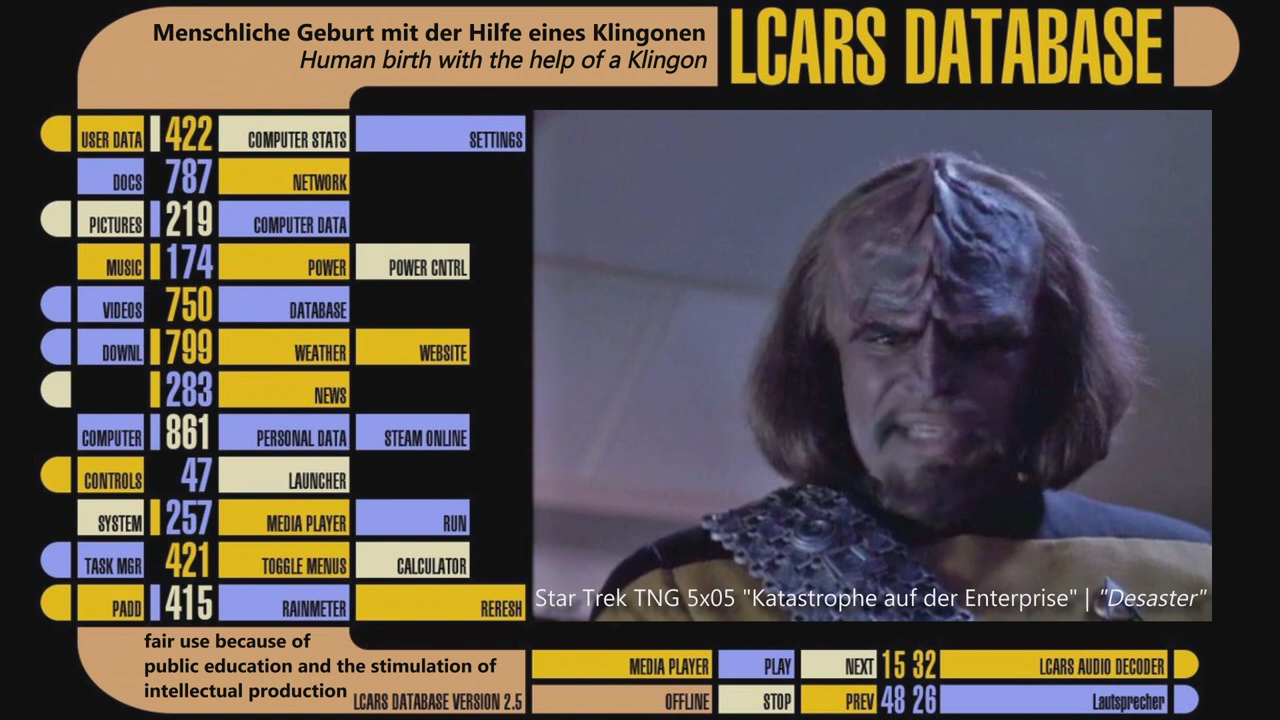 Menschliche Geburt mit der Hilfe eines Klingonen
Human birth with the help of a Klingon
LCARS DATABASE
USER DATA 422 COMPUTER STATS SETTINGS
DOCS 787 NETWORK
PICTURES 219 COMPUTER DATA
MUSIC 174 POWER POWER CNTRL
VIDEOS 750 DATABASE
DOWNL 799 WEATHER WEBSITE
283 NEWS
COMPUTER 861 PERSONAL DATA STEAM ONLINE
CONTROLS 47 LAUNCHER
SYSTEM 257 MEDIA PLAYER RUN
TASK MGR 421 TOGGLE MENUS CALCULATOR
PADD 415 RAINMETER RERESH
Star Trek TNG 5x05 "Katastrophe auf der Enterprise" | "Desaster"
fair use because of
public education and the stimulation of
intellectual production
LCARS DATABASE VERSION 2.5
MEDIA PLAYER PLAY NEXT 15 32 LCARS AUDIO DECODER
OFFLINE STOP PREV 48 26 Lautsprecher